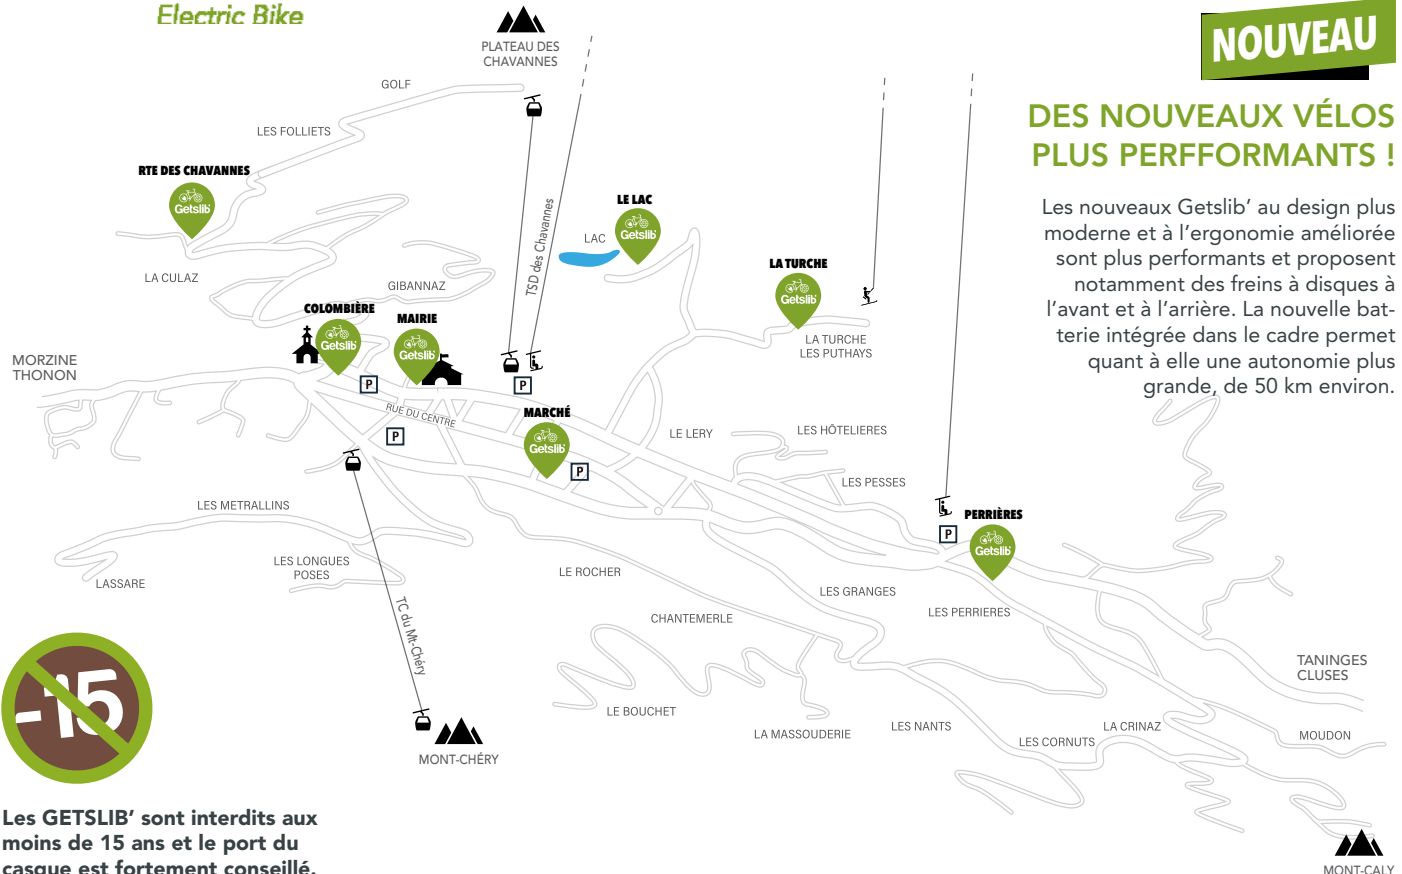 Electric Bike
NOUVEAU
DES NOUVEAUX VÉLOS
PLUS PERFFORMANTS !
Les nouveaux Getslib’ au design plus
moderne et à l’ergonomie améliorée
sont plus performants et proposent
notamment des freins à disques à
l’avant et à l’arrière. La nouvelle bat-
terie intégrée dans le cadre permet
quant à elle une autonomie plus
grande, de 50 km environ.
PLATEAU DES
CHAVANNES
GOLF
LES FOLLIETS
RTE DES CHAVANNES
Getslib'
LA CULAZ
GIBANNAZ
TSD des Chavannes
LE LAC
Getslib'
LAC
LA TURCHE
Getslib'
LA TURCHE
LES PUTHAYS
COLOMBIÈRE
Getslib'
MAIRIE
Getslib'
MORZINE
THONON
P
P
RUE DU CENTRE
P
MARCHÉ
Getslib'
P
LE LERY
LES HÔTELIERES
LES PESSES
PERRIÈRES
Getslib'
P
LES METRALLINS
LES LONGUES
POSES
LASSARE
TC du Mt-Chéry
LE ROCHER
CHANTEMERLE
LES GRANGES
LES PERRIERES
TANINGES
CLUSES
LE BOUCHET
LA MASSOUDERIE
LES NANTS
LES CORNUTS
LA CRINAZ
MOUDON
MONT-CHÉRY
MONT-CALY
-15
Les GETSLIB’ sont interdits aux
moins de 15 ans et le port du
casque est fortement conseillé.